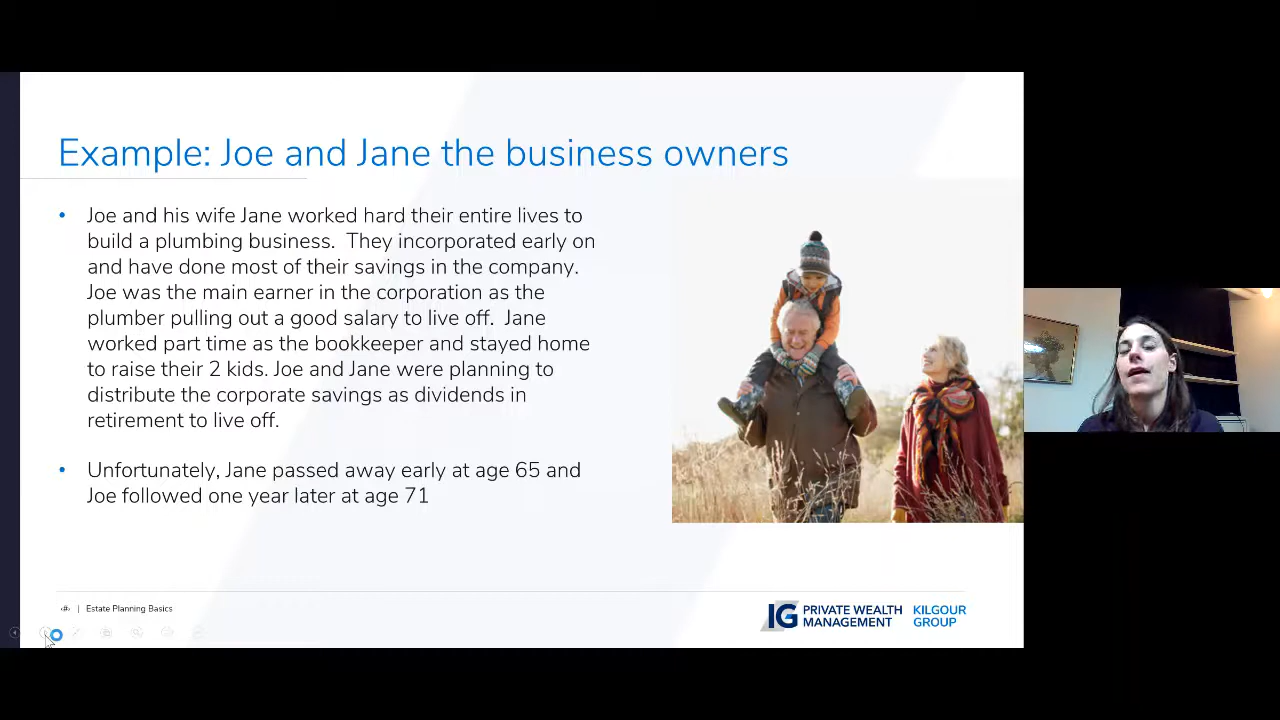 Example: Joe and Jane the business owners
• Joe and his wife Jane worked hard their entire lives to
build a plumbing business.  They incorporated early on
and have done most of their savings in the company.
Joe was the main earner in the corporation as the
plumber pulling out a good salary to live off.  Jane
worked part time as the bookkeeper and stayed home
to raise their 2 kids. Joe and Jane were planning to
distribute the corporate savings as dividends in
retirement to live off.
• Unfortunately, Jane passed away early at age 65 and
Joe followed one year later at age 71
‹#› | Estate Planning Basics
IG PRIVATE WEALTH MANAGEMENT
KILGOUR GROUP